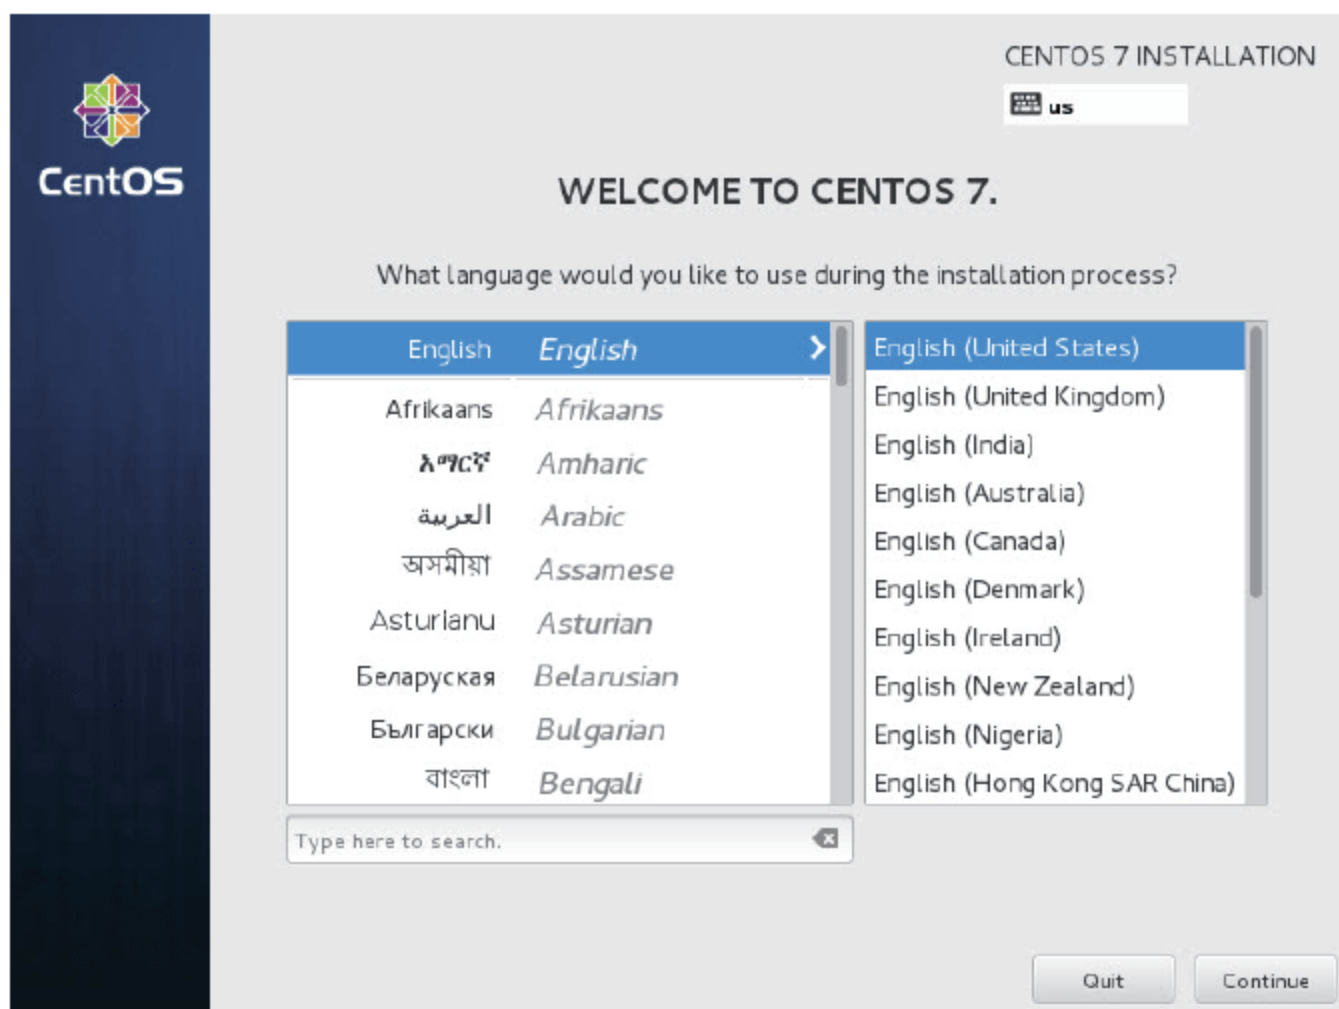 CentOS
CENTOS 7 INSTALLATION
us
WELCOME TO CENTOS 7.
What language would you like to use during the installation process?
English English
Afrikaans Afrikaans
አማርኛ Amharic
العربية Arabic
অসমীয়া Assamese
Asturianu Asturian
Беларуская Belarusian
Български Bulgarian
বাংলা Bengali
Type here to search.
English (United States)
English (United Kingdom)
English (India)
English (Australia)
English (Canada)
English (Denmark)
English (Ireland)
English (New Zealand)
English (Nigeria)
English (Hong Kong SAR China)
Quit
Continue